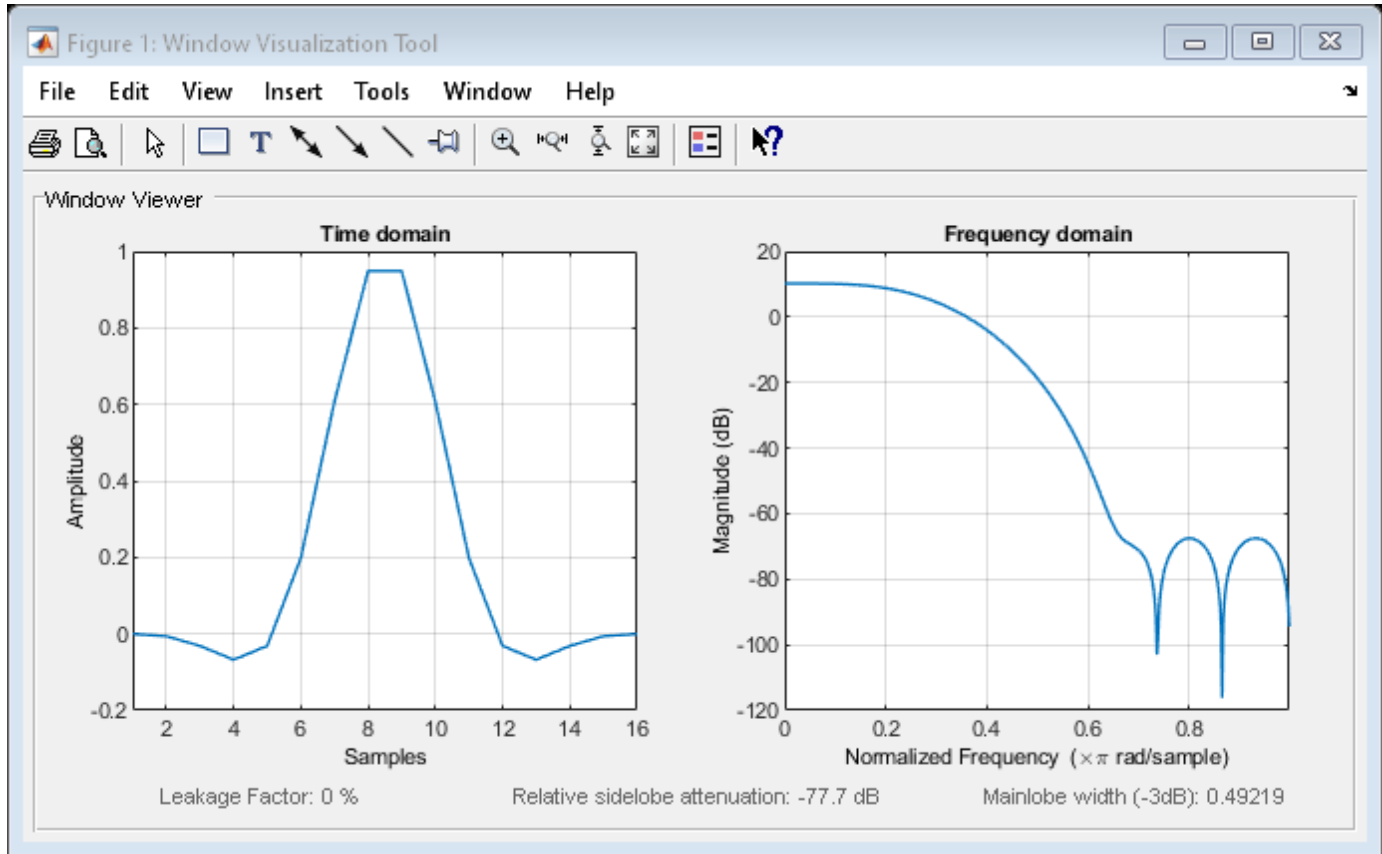 Figure 1: Window Visualization Tool
File Edit View Insert Tools Window Help
T ?
Window Viewer
Time domain
1
0.8
0.6
0.4
0.2
0
-0.2
Amplitude
2 4 6 8 10 12 14 16
Samples
Frequency domain
20
0
-20
-40
-60
-80
-100
-120
Magnitude (dB)
0 0.2 0.4 0.6 0.8
Normalized Frequency (×π rad/sample)
Leakage Factor: 0 % Relative sidelobe attenuation: -77.7 dB Mainlobe width (-3dB): 0.49219